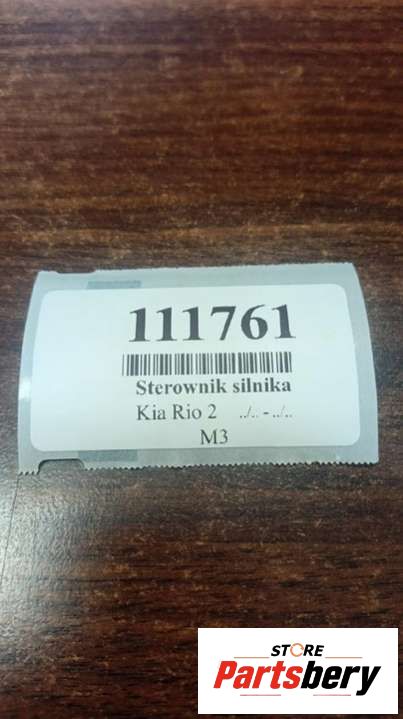 111761
Sterownik silnika
Kia Rio 2 ../.. - ../..
M3
STORE
Partsbery